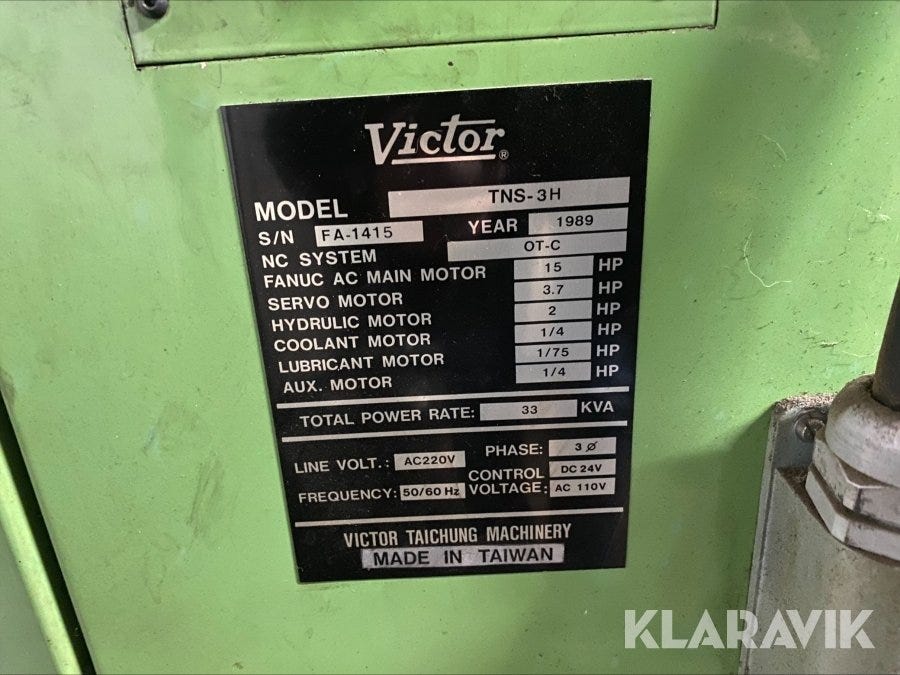 Victor®
MODEL TNS-3H
S/N FA-1415 YEAR 1989
NC SYSTEM OT-C
FANUC AC MAIN MOTOR 15 HP
SERVO MOTOR 3.7 HP
HYDRULIC MOTOR 2 HP
COOLANT MOTOR 1/4 HP
LUBRICANT MOTOR 1/75 HP
AUX. MOTOR 1/4 HP
TOTAL POWER RATE: 33 KVA
LINE VOLT.: AC220V PHASE: 3 Ø
FREQUENCY: 50/60 Hz CONTROL VOLTAGE: DC 24V AC 110V
VICTOR TAICHUNG MACHINERY
MADE IN TAIWAN
KLARAVIK